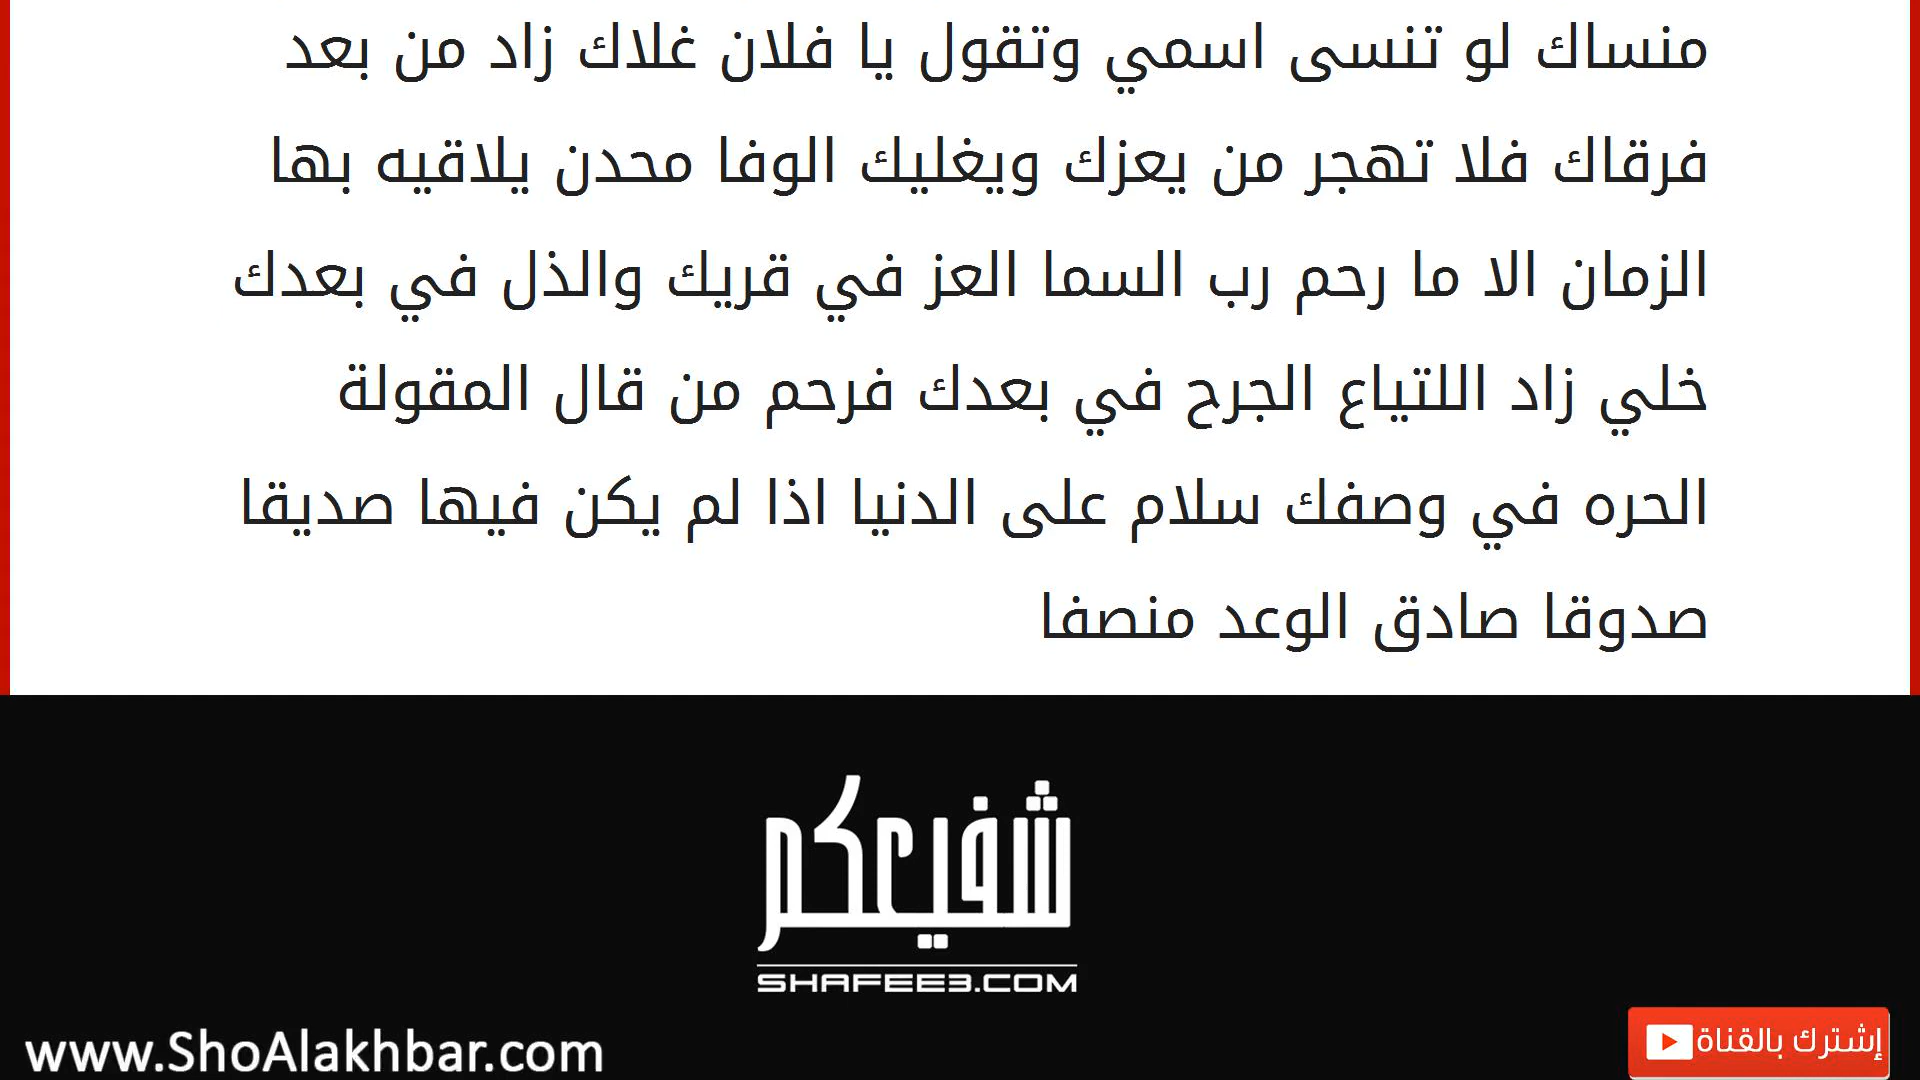 منساك لو تنسى اسمي وتقول يا فلان غلاك زاد من بعد
فرقاك فلا تهجر من يعزك ويغليك الوفا محدن يلاقيه بها
الزمان الا ما رحم رب السما العز في قريك والذل في بعدك
خلي زاد اللتياع الجرح في بعدك فرحم من قال المقولة
الحره في وصفك سلام على الدنيا اذا لم يكن فيها صديقا
صدوقا صادق الوعد منصفا
شفيعكم
SHAFEE3.COM
www.ShoAlakhbar.com
إشترك بالقناة